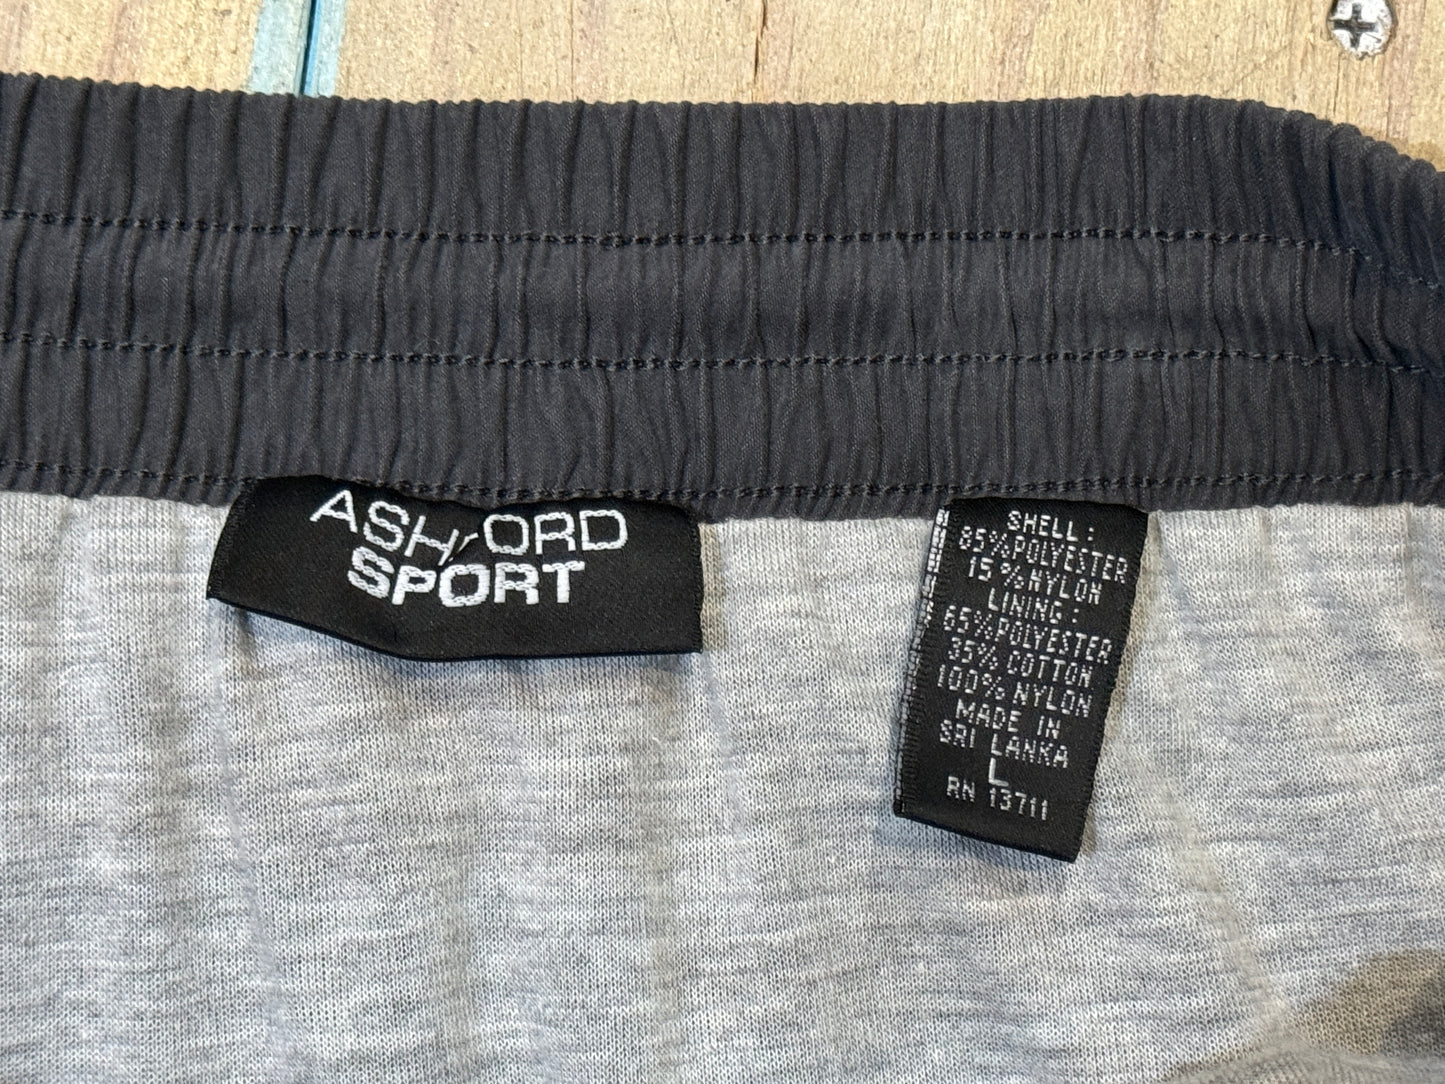 ASHFORD
SPORT
SHELL:
85% POLYESTER
15% NYLON
LINING:
65% POLYESTER
35% COTTON
100% NYLON
MADE IN
SRI LANKA
L
RN 13711